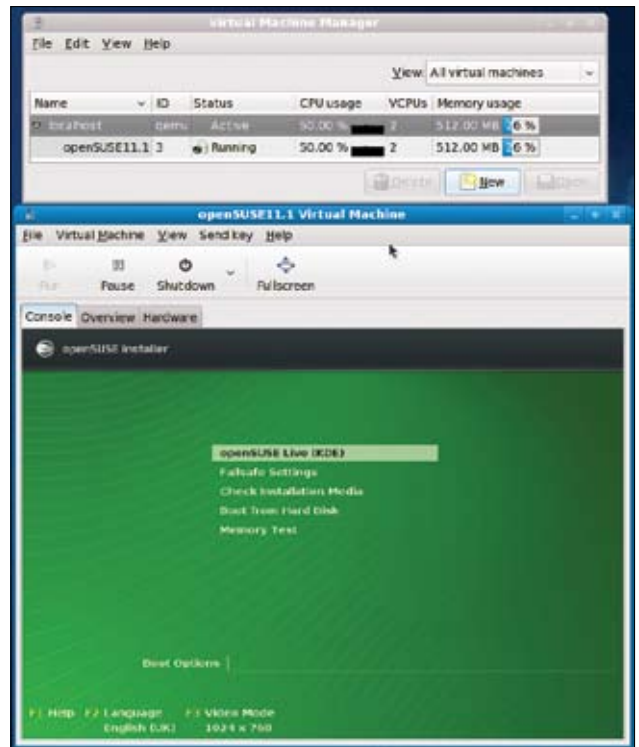 Virtual Machine Manager
File Edit View Help
View: All virtual machines
Name ID Status CPU usage VCPUs Memory usage
localhost qemu Active 50.00 % 2 512.00 MB 26 %
openSUSE11.1 3 Running 50.00 % 2 512.00 MB 26 %
Delete New Open
openSUSE11.1 Virtual Machine
File Virtual Machine View Send key Help
Run Pause Shutdown Fullscreen
Console Overview Hardware
openSUSE Installer
openSUSE Live (KDE)
Failsafe Settings
Check Installation Media
Boot from Hard Disk
Memory Test
Boot Options
F1 Help F2 Language F3 Video Mode
English (UK) 1024 x 768